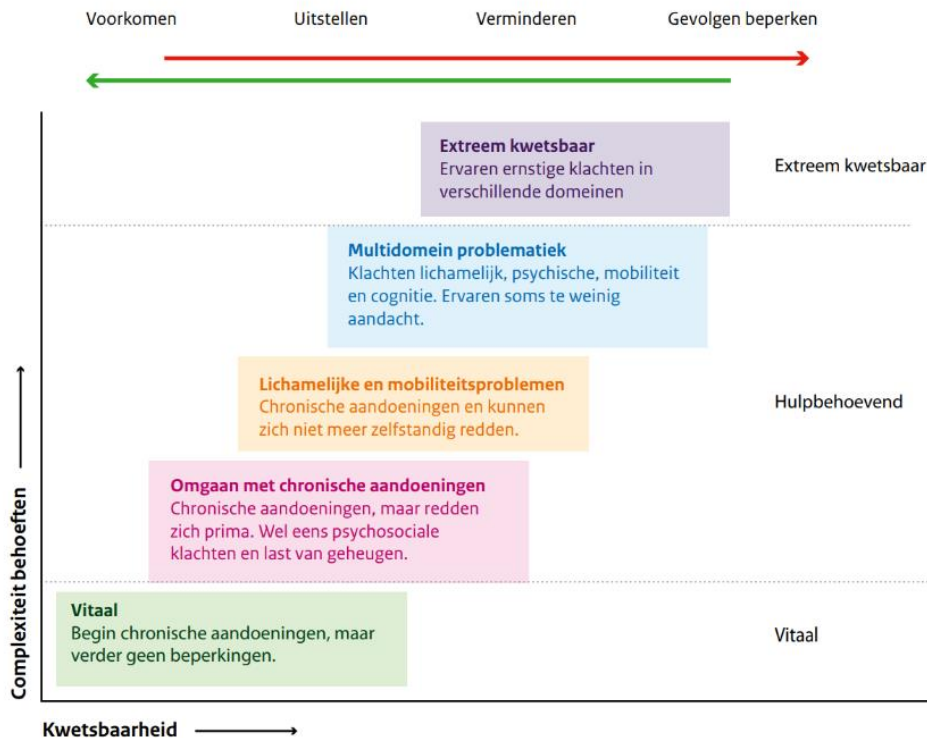 Voorkomen Uitstellen Verminderen Gevolgen beperken
Extreem kwetsbaar
Ervaren ernstige klachten in
verschillende domeinen
Extreem kwetsbaar
Multidomein problematiek
Klachten lichamelijk, psychische, mobiliteit
en cognitie. Ervaren soms te weinig
aandacht.
Lichamelijke en mobiliteitsproblemen
Chronische aandoeningen en kunnen
zich niet meer zelfstandig redden.
Hulpbehoevend
Omgaan met chronische aandoeningen
Chronische aandoeningen, maar redden
zich prima. Wel eens psychosociale
klachten en last van geheugen.
Vitaal
Begin chronische aandoeningen, maar
verder geen beperkingen.
Vitaal
Complexiteit behoeften
Kwetsbaarheid